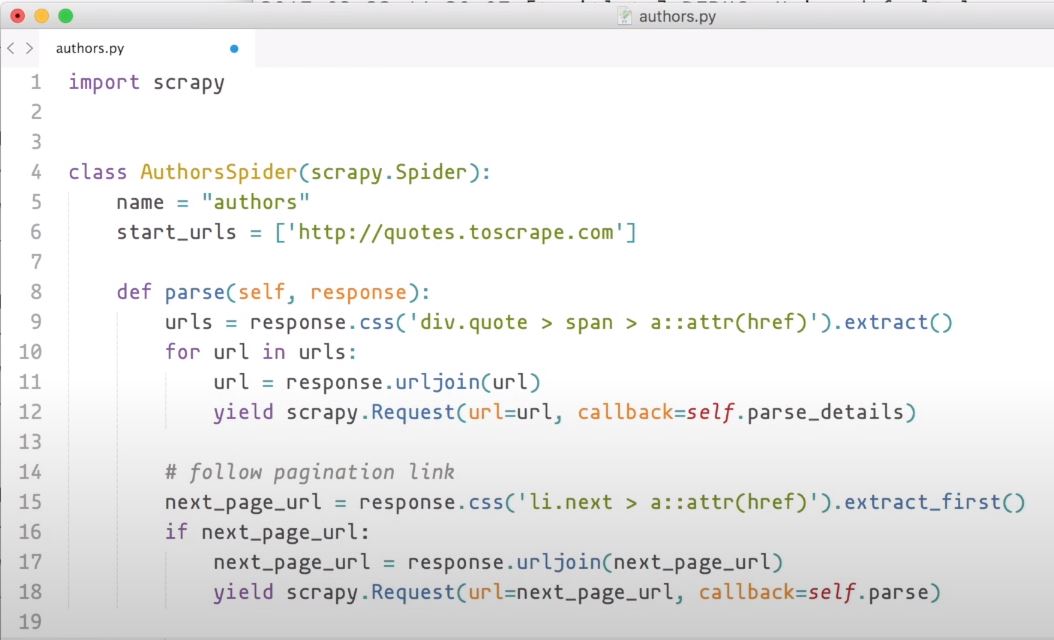 authors.py
authors.py
1 import scrapy
2
3
4 class AuthorsSpider(scrapy.Spider):
5     name = "authors"
6     start_urls = ['http://quotes.toscrape.com']
7
8     def parse(self, response):
9         urls = response.css('div.quote > span > a::attr(href)').extract()
10         for url in urls:
11             url = response.urljoin(url)
12             yield scrapy.Request(url=url, callback=self.parse_details)
13
14         # follow pagination link
15         next_page_url = response.css('li.next > a::attr(href)').extract_first()
16         if next_page_url:
17             next_page_url = response.urljoin(next_page_url)
18             yield scrapy.Request(url=next_page_url, callback=self.parse)
19